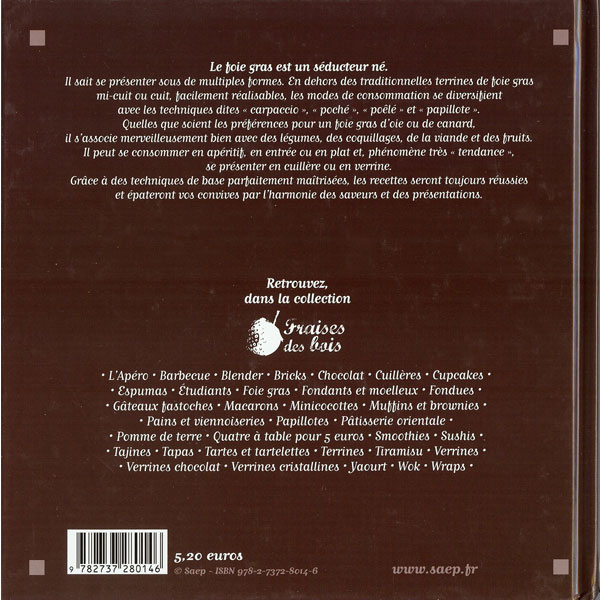 Le foie gras est un séducteur né.
Il sait se présenter sous de multiples formes. En dehors des traditionnelles terrines de foie gras
mi-cuit ou cuit, facilement réalisables, les modes de consommation se diversifient
avec les techniques dites « carpaccio », « poché », « poêlé » et « papillote ».
Quelles que soient les préférences pour un foie gras d'oie ou de canard,
il s'associe merveilleusement bien avec des légumes, des coquillages, de la viande et des fruits.
Il peut se consommer en apéritif, en entrée ou en plat et, phénomène très « tendance »,
se présenter en cuillère ou en verrine.
Grâce à des techniques de base parfaitement maîtrisées, les recettes seront toujours réussies
et épateront vos convives par l'harmonie des saveurs et des présentations.
Retrouvez,
dans la collection
Fraises
des bois
• L'Apéro • Barbecue • Blender • Bricks • Chocolat • Cuillères • Cupcakes •
• Espumas • Étudiants • Foie gras • Fondants et moelleux • Fondues •
• Gâteaux fastoches • Macarons • Minicocottes • Muffins et brownies •
• Pains et viennoiseries • Papillotes • Pâtisserie orientale •
• Pomme de terre • Quatre à table pour 5 euros • Smoothies • Sushis •
• Tajines • Tapas • Tartes et tartelettes • Terrines • Tiramisu • Verrines •
• Verrines chocolat • Verrines cristallines • Yaourt • Wok • Wraps •
5,20 euros
9 782737 280146
© Saep - ISBN 978-2-7372-8014-6
www.saep.fr